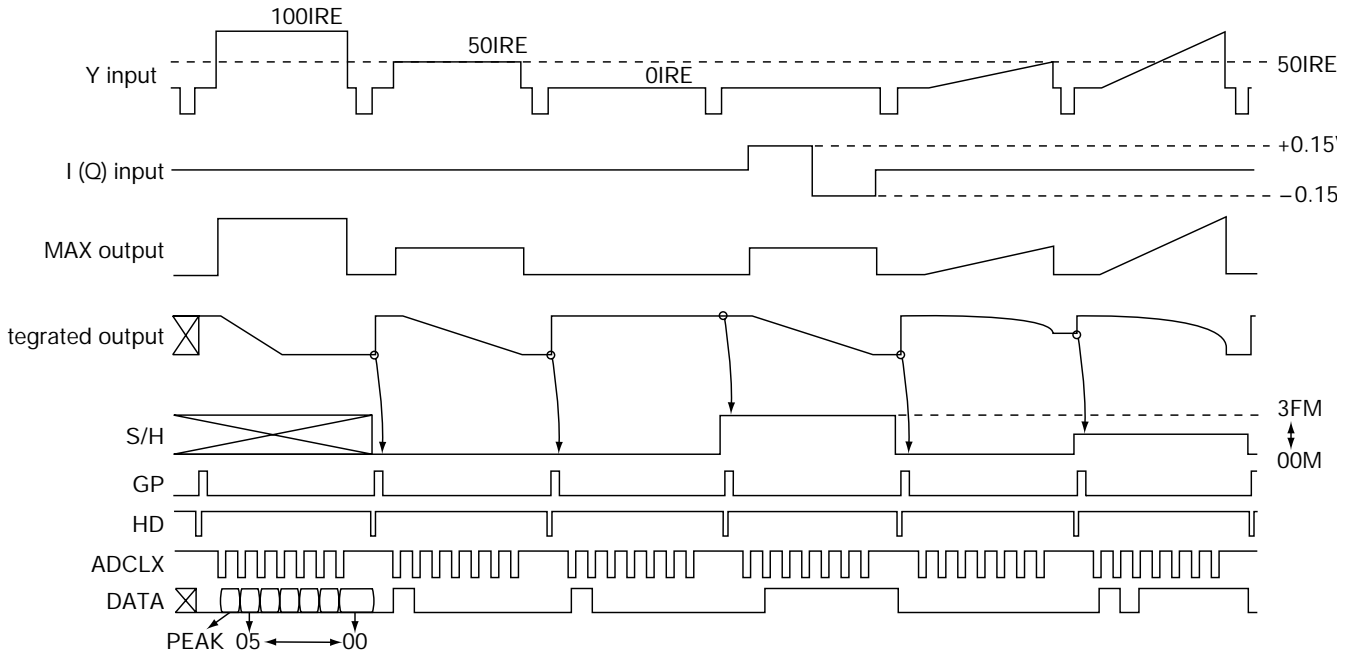 100IRE
50IRE
0IRE
Y input
50IRE
I (Q) input
+0.15
−0.15
MAX output
tegrated output
S/H
3FM
00M
GP
HD
ADCLX
DATA
PEAK 05 00